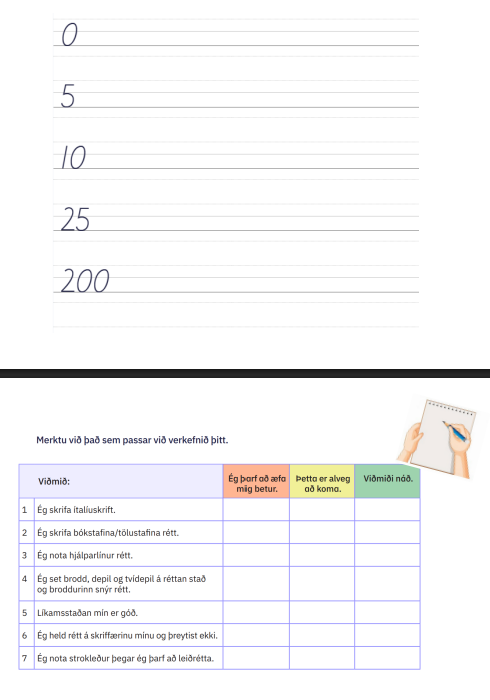 0
5
10
25
200
Merktu við það sem passar við verkefnið þitt.
Viðmið:
Ég þarf að æfa
mig betur.
Þetta er alveg
að koma.
Viðmiði náð.
1 Ég skrifa ítalíuskrift.
2 Ég skrifa bókstafina/tölustafina rétt.
3 Ég nota hjálparlínur rétt.
4 Ég set brodd, depil og tvídepil á réttan stað
og broddurinn snýr rétt.
5 Líkamsstaðan mín er góð.
6 Ég held rétt á skriffærinu mínu og þreytist ekki.
7 Ég nota strokleður þegar ég þarf að leiðrétta.